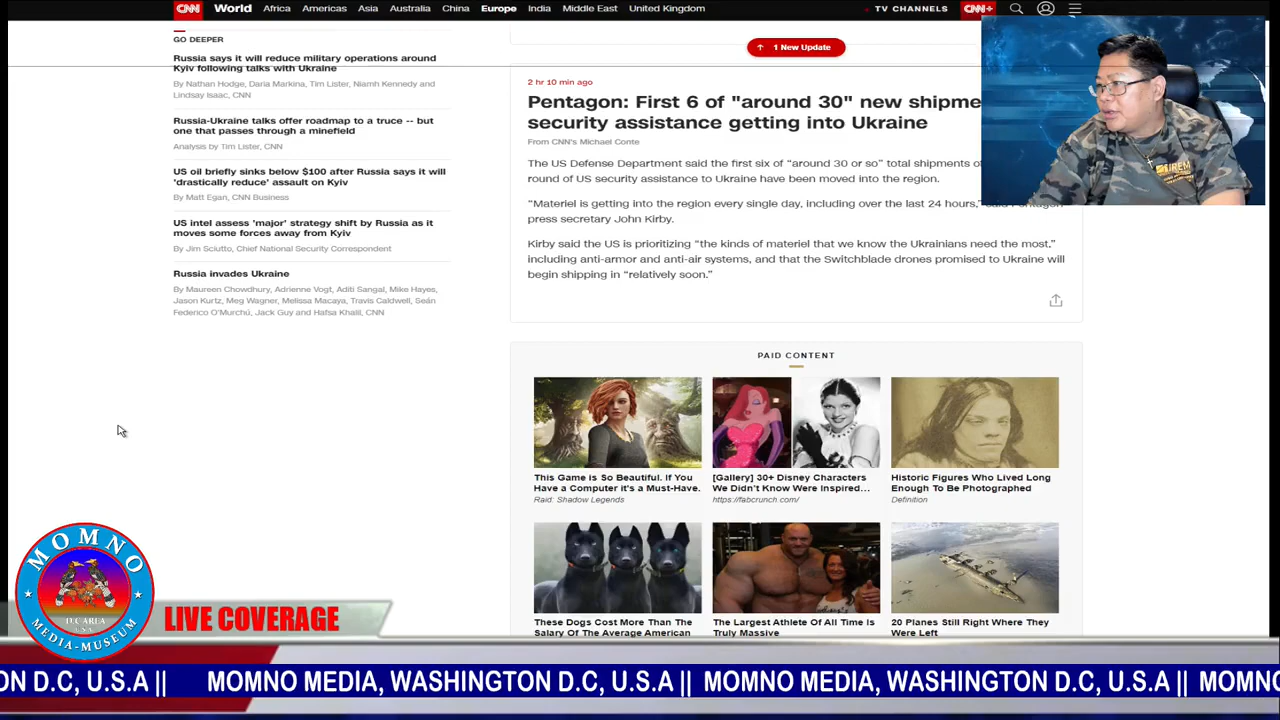 CNN World Africa Americas Asia Australia China Europe India Middle East United Kingdom TV CHANNELS CNN+
GO DEEPER
Russia says it will reduce military operations around
Kyiv following talks with Ukraine
By Nathan Hodge, Daria Markina, Tim Lister, Niamh Kennedy and
Lindsay Isaac, CNN
Russia-Ukraine talks offer roadmap to a truce -- but
one that passes through a minefield
Analysis by Tim Lister, CNN
US oil briefly sinks below $100 after Russia says it will
'drastically reduce' assault on Kyiv
By Matt Egan, CNN Business
US intel assess 'major' strategy shift by Russia as it
moves some forces away from Kyiv
By Jim Sciutto, Chief National Security Correspondent
Russia invades Ukraine
By Maureen Chowdhury, Adrienne Vogt, Aditi Sangal, Mike Hayes,
Jason Kurtz, Meg Wagner, Melissa Macaya, Travis Caldwell, Seán
Federico O'Murchú, Jack Guy and Hafsa Khalil, CNN
1 New Update
2 hr 10 min ago
Pentagon: First 6 of "around 30" new shipme
security assistance getting into Ukraine
From CNN's Michael Conte
The US Defense Department said the first six of “around 30 or so” total shipments of
round of US security assistance to Ukraine have been moved into the region.
“Materiel is getting into the region every single day, including over the last 24 hours,” said Pentagon
press secretary John Kirby.
Kirby said the US is prioritizing “the kinds of materiel that we know the Ukrainians need the most,”
including anti-armor and anti-air systems, and that the Switchblade drones promised to Ukraine will
begin shipping in “relatively soon.”
PAID CONTENT
This Game is So Beautiful. If You
Have a Computer it's a Must-Have.
Raid: Shadow Legends
[Gallery] 30+ Disney Characters
We Didn't Know Were Inspired...
https://fabcrunch.com/
Historic Figures Who Lived Long
Enough To Be Photographed
Definition
These Dogs Cost More Than The
Salary Of The Average American
The Largest Athlete Of All Time Is
Truly Massive
20 Planes Still Right Where They
Were Left
MOMNO
D.C AREA
U.S.A
MEDIA-MUSEUM
LIVE COVERAGE
ON D.C, U.S.A || MOMNO MEDIA, WASHINGTON D.C, U.S.A || MOMNO MEDIA, WASHINGTON D.C, U.S.A || MOMNO